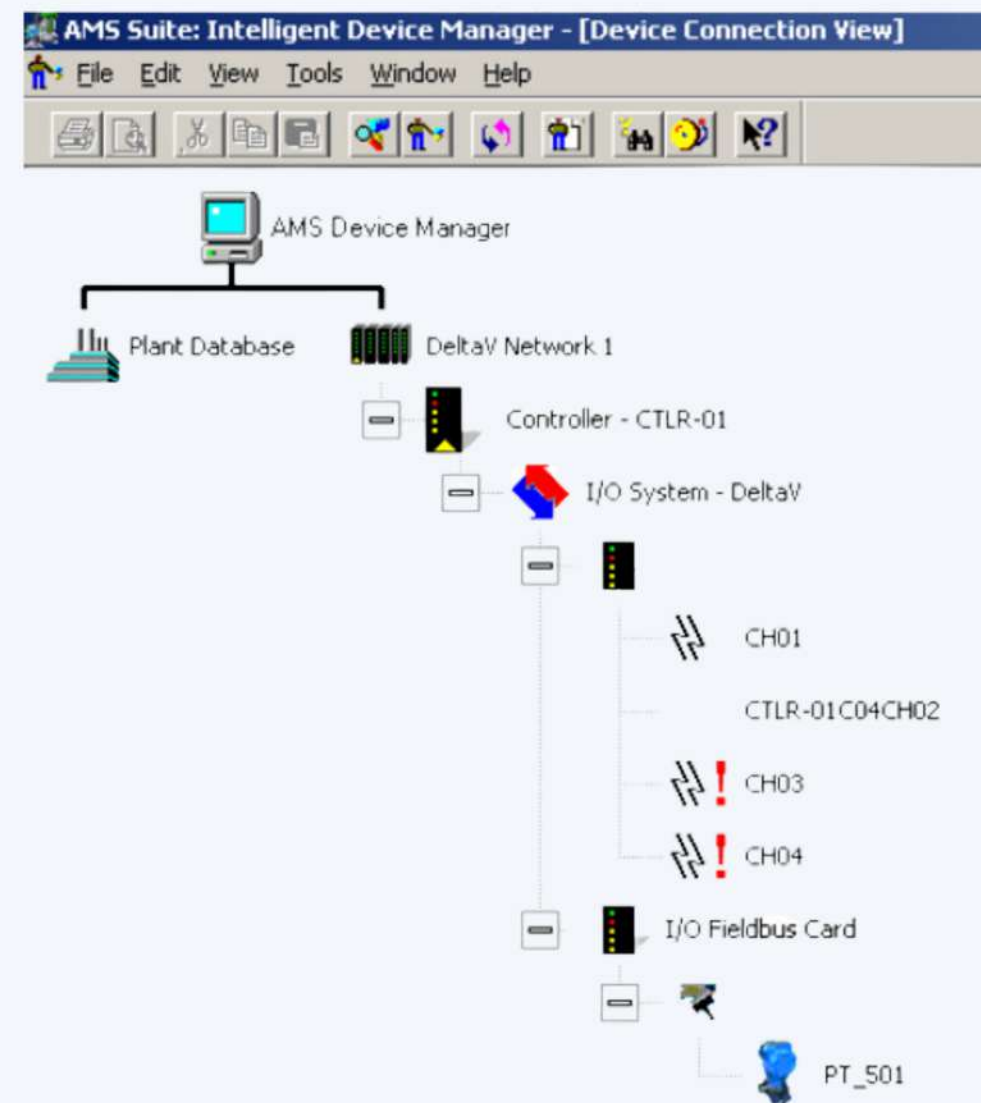 AMS Suite: Intelligent Device Manager - [Device Connection View]
File Edit View Tools Window Help
AMS Device Manager
Plant Database
DeltaV Network 1
Controller - CTLR-01
I/O System - DeltaV
CH01
CTLR-01C04CH02
CH03
CH04
I/O Fieldbus Card
PT_501